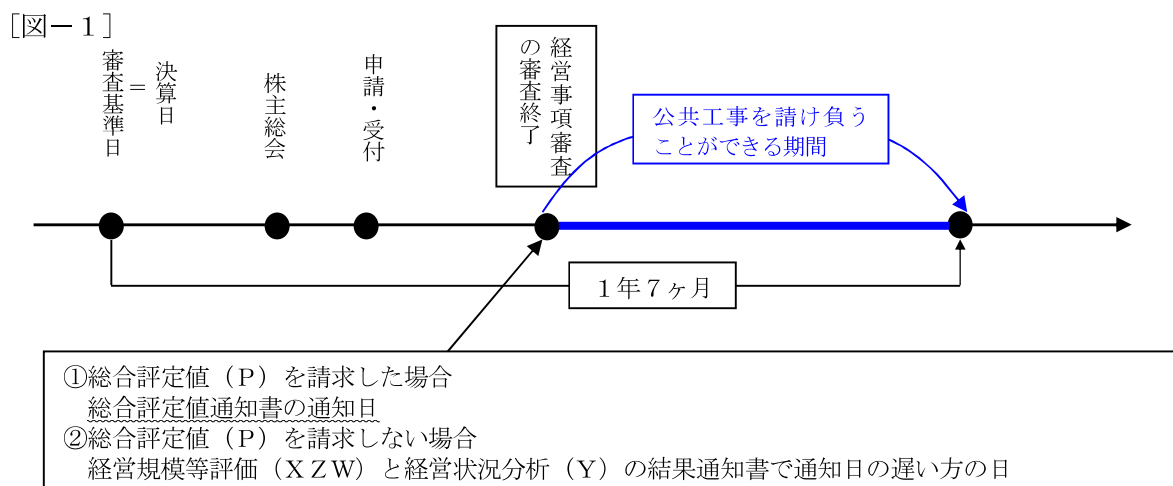 [図-1]
審査基準日
=
決算日
株主総会
申請・受付
経営事項審査
の審査終了
公共工事を請け負う
ことができる期間
1年7ヶ月
①総合評定値(P)を請求した場合
総合評定値通知書の通知日
②総合評定値(P)を請求しない場合
経営規模等評価(XZW)と経営状況分析(Y)の結果通知書で通知日の遅い方の日